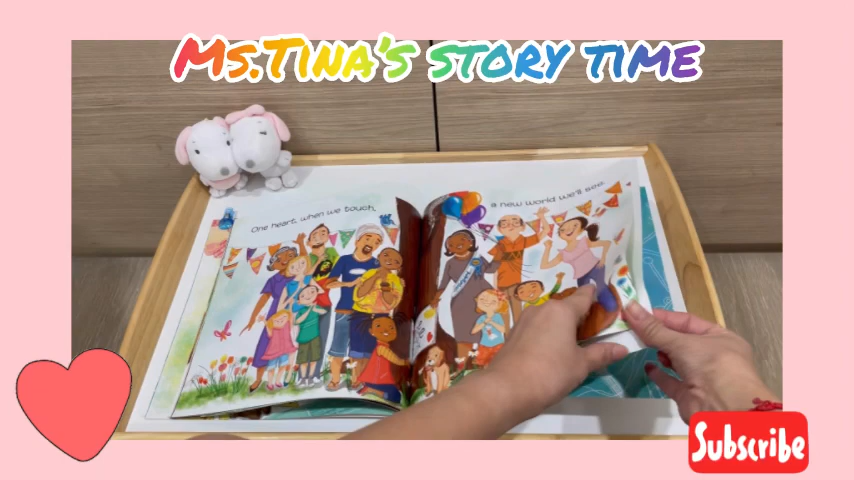 Ms.Tina's story time
One heart, when we touch,
a new world we'll see.
Subscribe